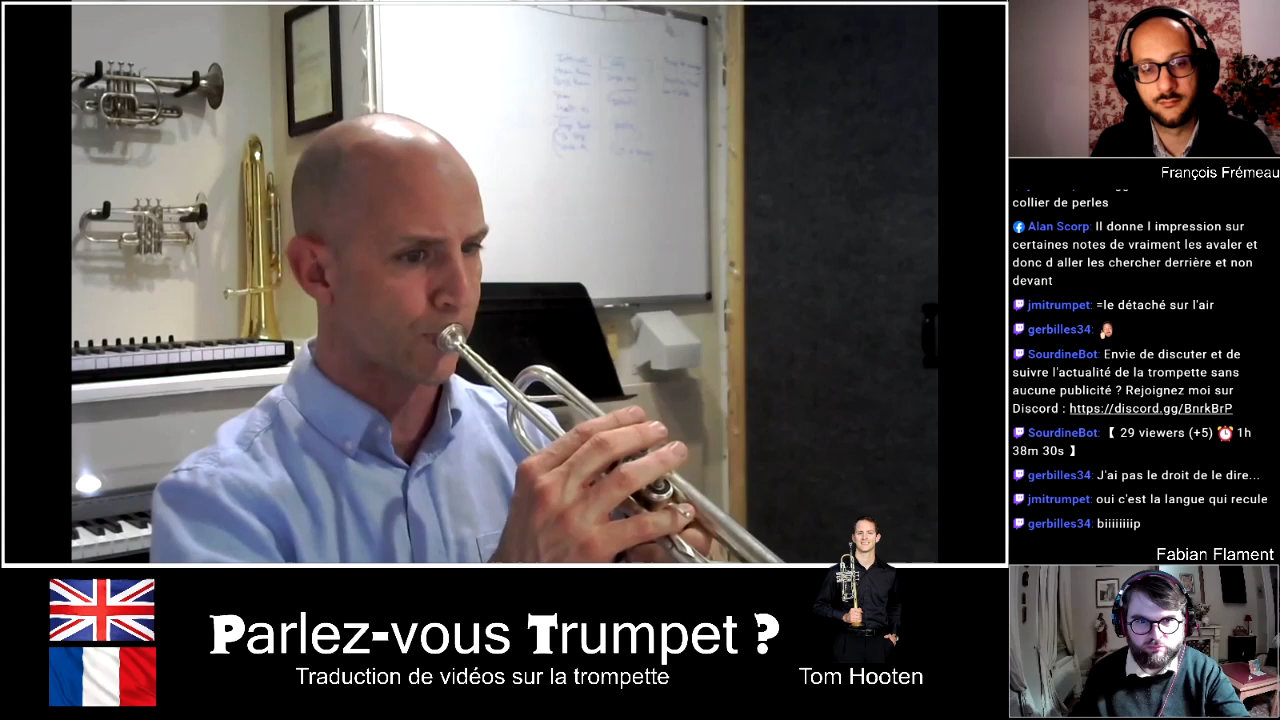 François Frémeau
collier de perles
Alan Scorp: Il donne l impression sur
certaines notes de vraiment les avaler et
donc d aller les chercher derrière et non
devant
jmitrumpet: =le détaché sur l'air
gerbilles34:
SourdineBot: Envie de discuter et de
suivre l'actualité de la trompette sans
aucune publicité ? Rejoignez moi sur
Discord : https://discord.gg/BnrkBrP
SourdineBot: 【 29 viewers (+5) ⏰ 1h
38m 30s 】
gerbilles34: J'ai pas le droit de le dire...
jmitrumpet: oui c'est la langue qui recule
gerbilles34: biiiiiiiip
Fabian Flament
Parlez-vous Trumpet ?
Traduction de vidéos sur la trompette
Tom Hooten